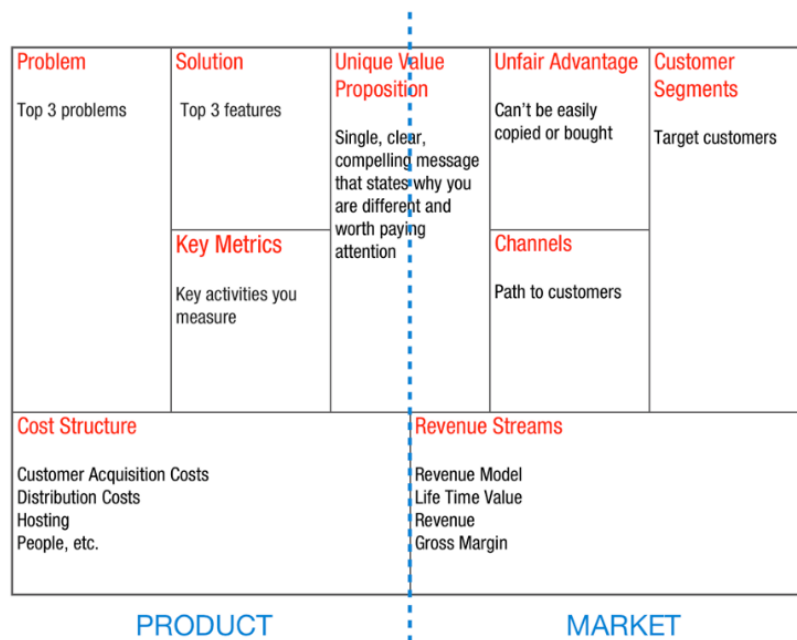 Problem
Top 3 problems
Solution
Top 3 features
Key Metrics
Key activities you
measure
Unique Value
Proposition
Single, clear,
compelling message
that states why you
are different and
worth paying
attention
Unfair Advantage
Can’t be easily
copied or bought
Channels
Path to customers
Customer
Segments
Target customers
Cost Structure
Customer Acquisition Costs
Distribution Costs
Hosting
People, etc.
Revenue Streams
Revenue Model
Life Time Value
Revenue
Gross Margin
PRODUCT
MARKET